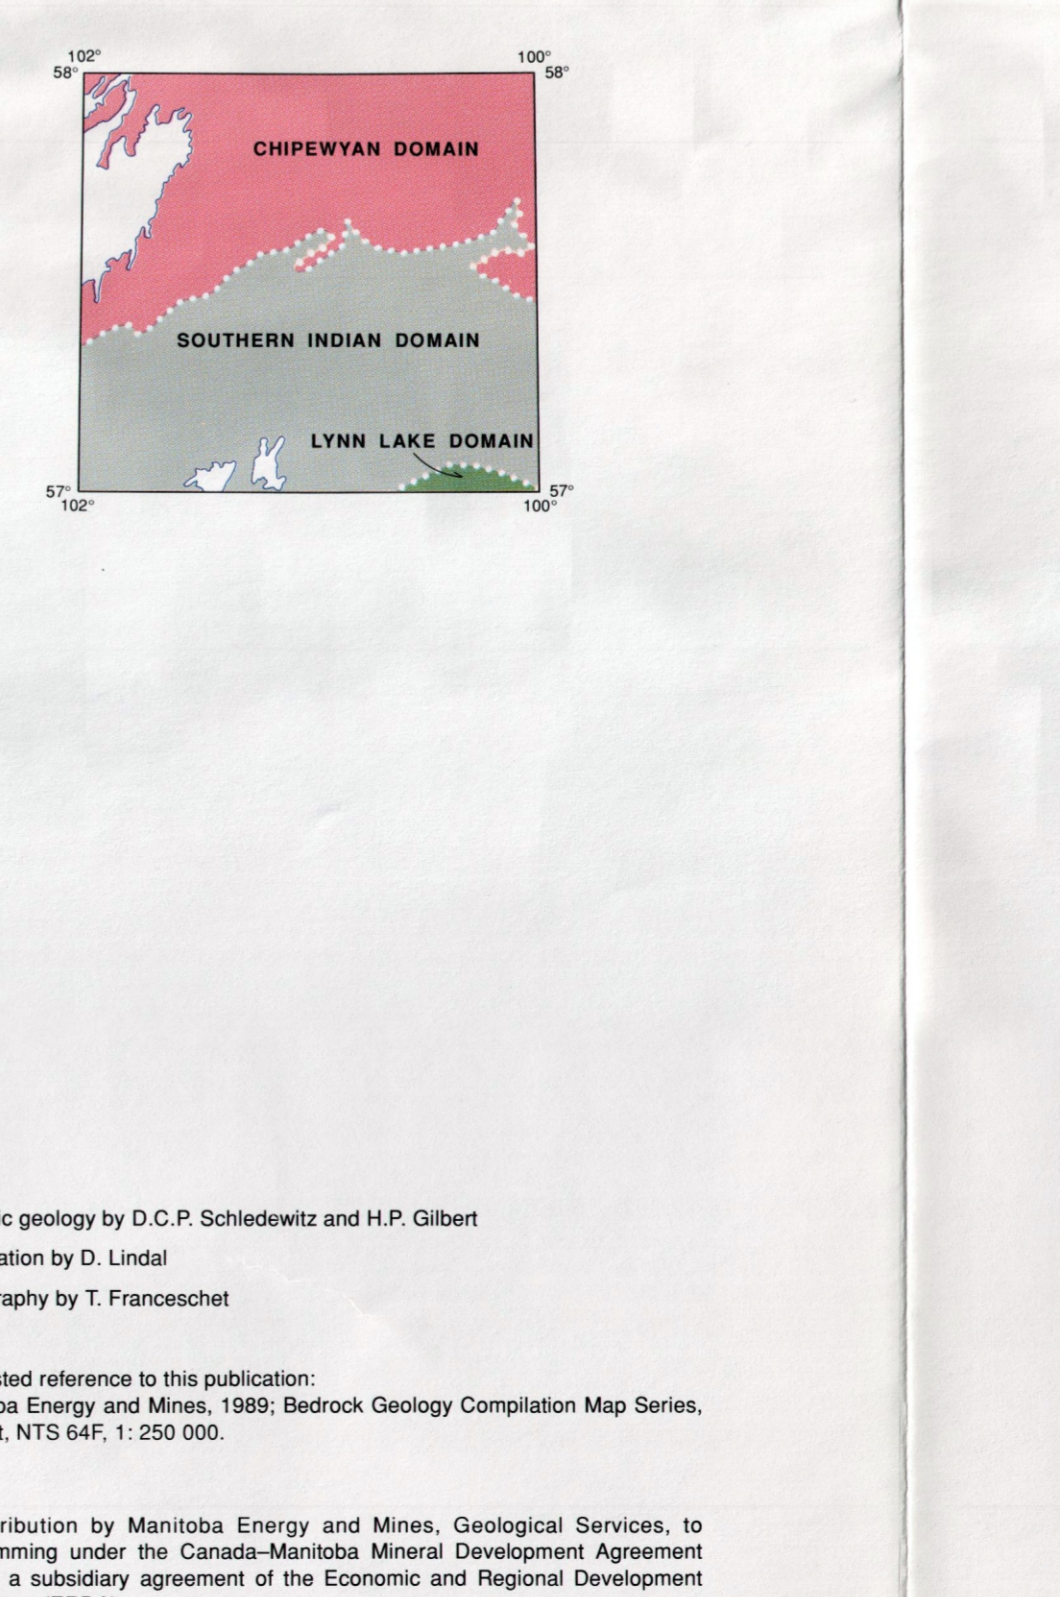 102° 100°
58° 58°
CHIPEWYAN DOMAIN
SOUTHERN INDIAN DOMAIN
LYNN LAKE DOMAIN
57° 57°
102° 100°
ic geology by D.C.P. Schledewitz and H.P. Gilbert
ation by D. Lindal
raphy by T. Franceschet
sted reference to this publication:
ba Energy and Mines, 1989; Bedrock Geology Compilation Map Series,
t, NTS 64F, 1: 250 000.
ribution by Manitoba Energy and Mines, Geological Services, to
mming under the Canada–Manitoba Mineral Development Agreement
a subsidiary agreement of the Economic and Regional Development